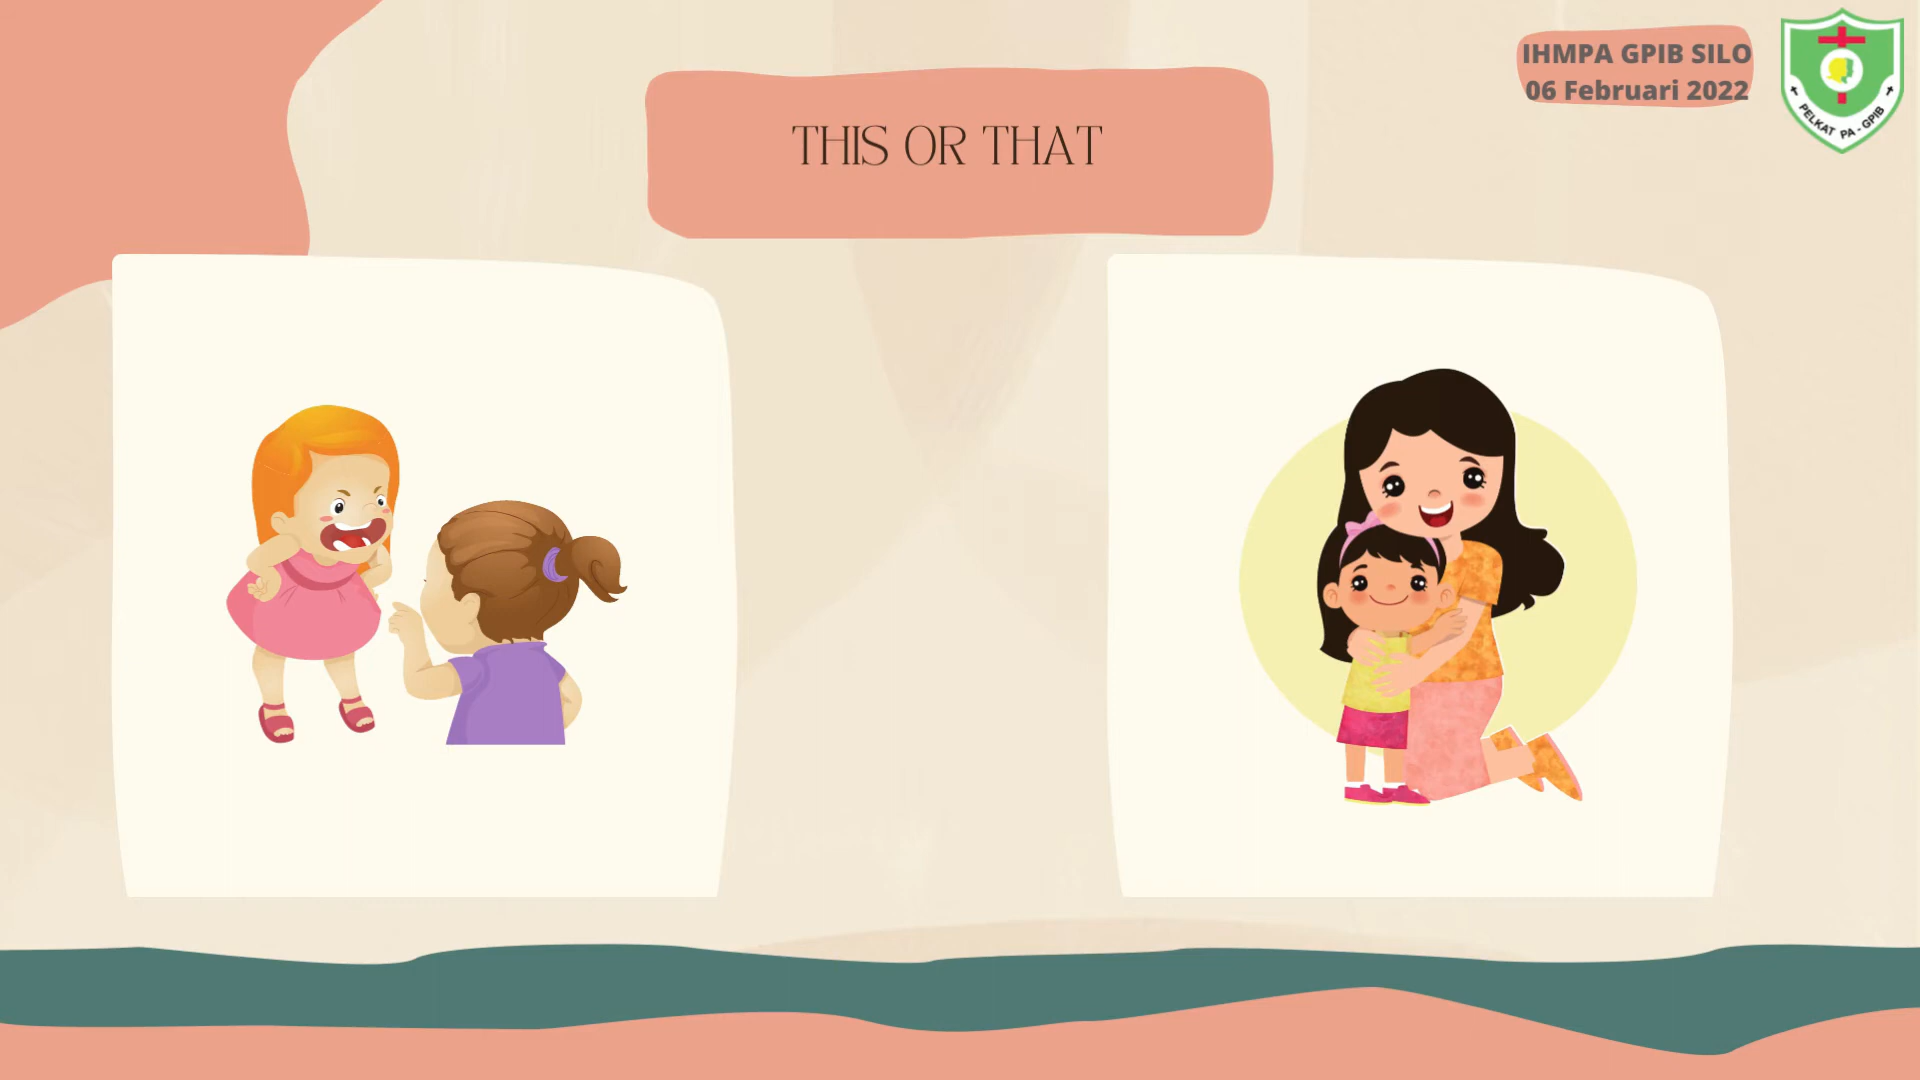 IHMPA GPIB SILO
06 Februari 2022
THIS OR THAT
PELKAT PA - GPIB